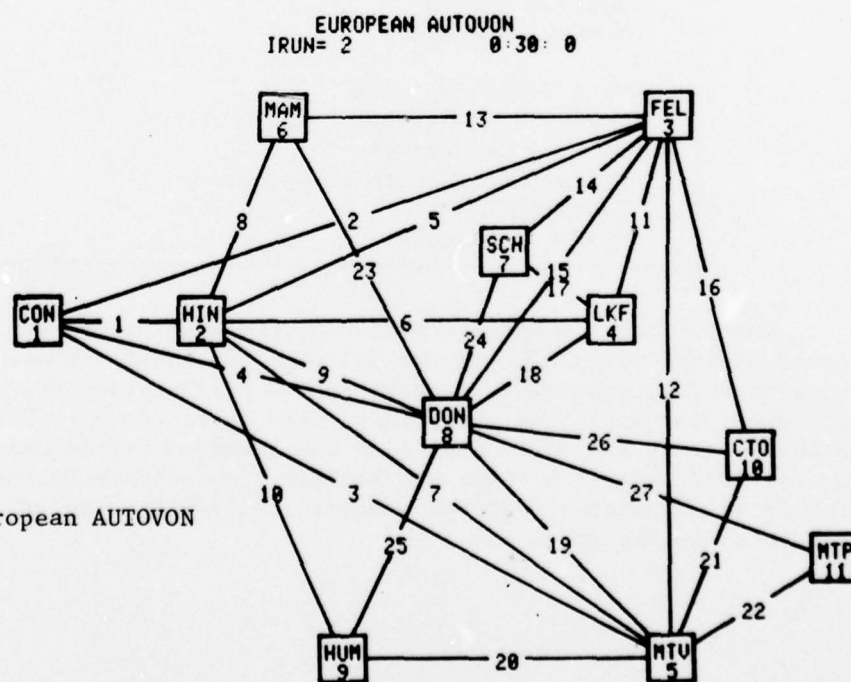 EUROPEAN AUTOVON
IRUN= 2 0:30: 0
MAM
6
13
FEL
3
14
8
2
5
11
SCH
7
23
15
17
16
CON
1
1
HIN
2
6
LKF
4
24
4
9
18
12
DON
8
26
CTO
10
10
3
7
27
ropean AUTOVON
25
19
21
MTP
11
22
HUM
9
20
MTV
5